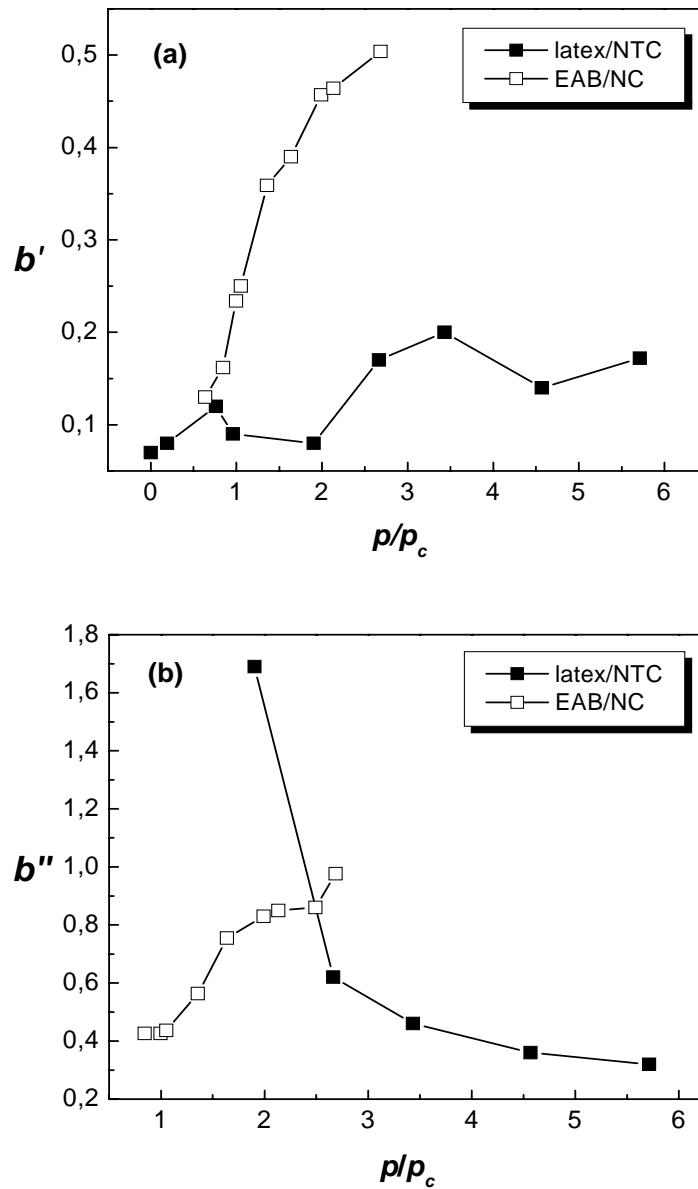 (a)
latex/NTC
EAB/NC
0,5
0,4
0,3
0,2
0,1
b'
0 1 2 3 4 5 6
p/p_c
(b)
latex/NTC
EAB/NC
1,8
1,6
1,4
1,2
1,0
0,8
0,6
0,4
0,2
b''
1 2 3 4 5 6
p/p_c